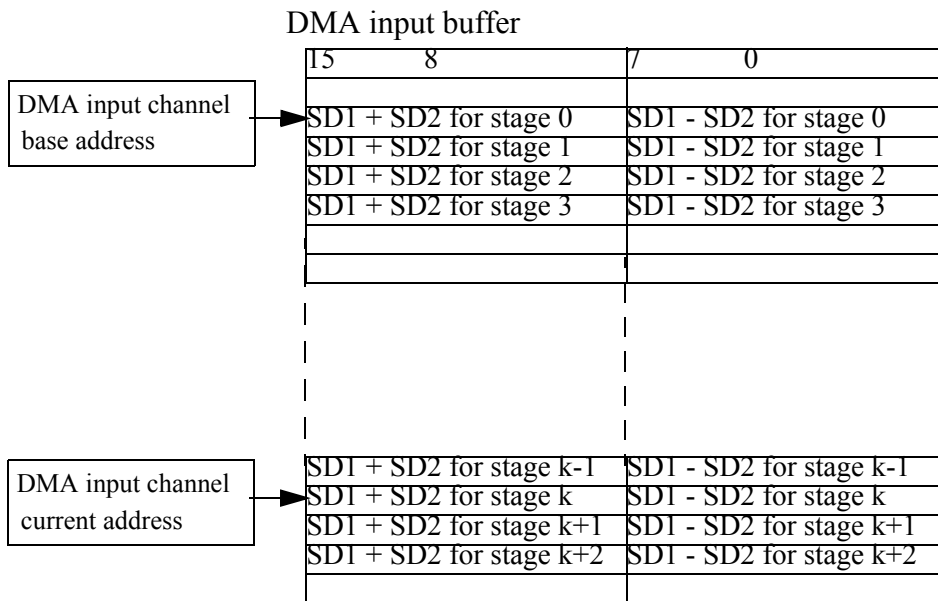 DMA input buffer
15 8 7 0
DMA input channel
base address
SD1 + SD2 for stage 0 SD1 - SD2 for stage 0
SD1 + SD2 for stage 1 SD1 - SD2 for stage 1
SD1 + SD2 for stage 2 SD1 - SD2 for stage 2
SD1 + SD2 for stage 3 SD1 - SD2 for stage 3
DMA input channel
current address
SD1 + SD2 for stage k-1 SD1 - SD2 for stage k-1
SD1 + SD2 for stage k SD1 - SD2 for stage k
SD1 + SD2 for stage k+1 SD1 - SD2 for stage k+1
SD1 + SD2 for stage k+2 SD1 - SD2 for stage k+2